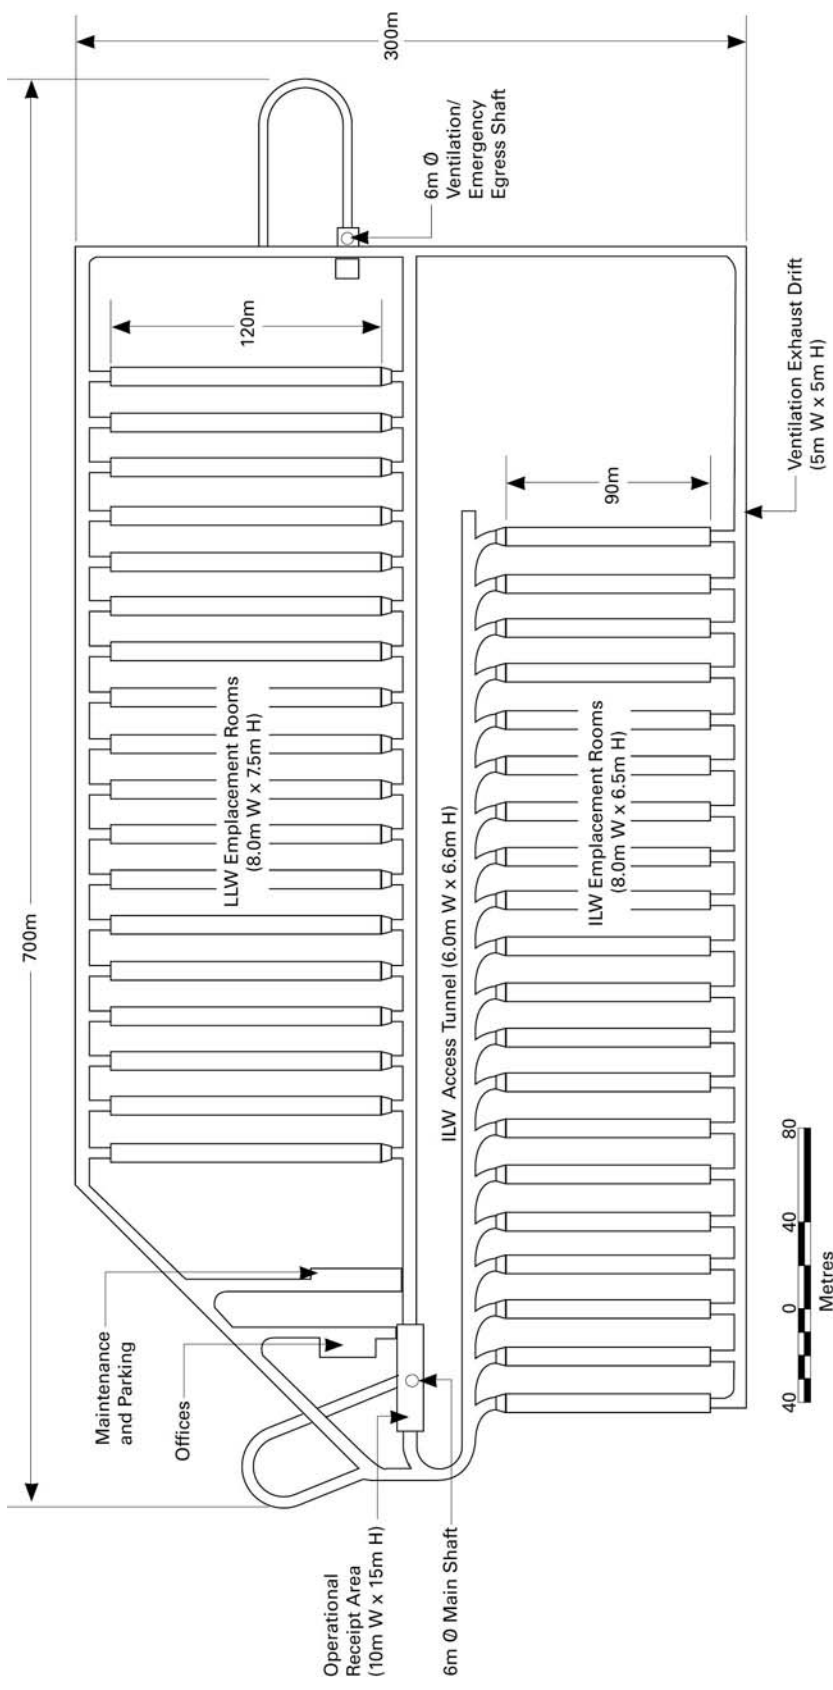 700m
300m
6m Ø
Ventilation/
Emergency
Egress Shaft
120m
LLW Emplacement Rooms
(8.0m W x 7.5m H)
Maintenance
and Parking
Offices
Operational
Receipt Area
(10m W x 15m H)
6m Ø Main Shaft
ILW Access Tunnel (6.0m W x 6.6m H)
90m
ILW Emplacement Rooms
(8.0m W x 6.5m H)
Ventilation Exhaust Drift
(5m W x 5m H)
40 0 40 80
Metres